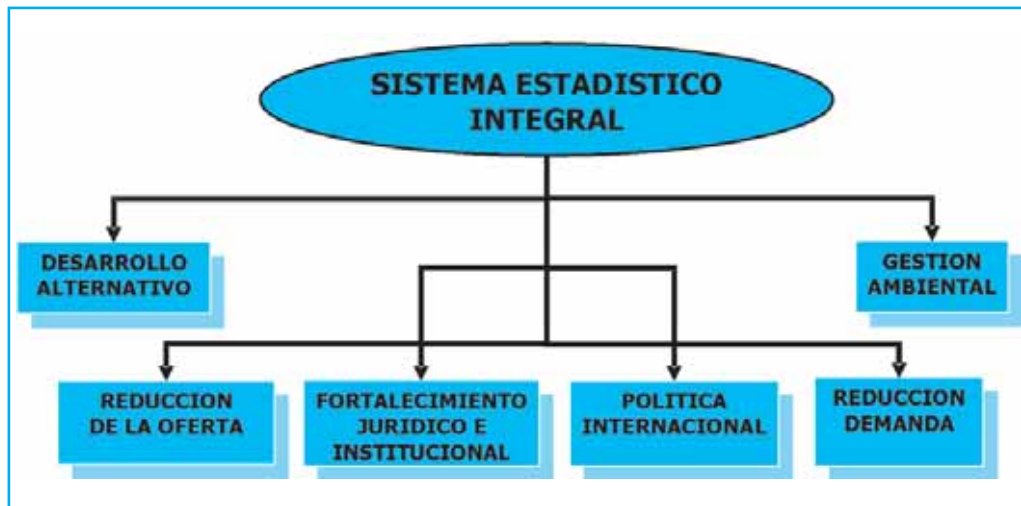 SISTEMA ESTADISTICO
INTEGRAL
DESARROLLO
ALTERNATIVO
GESTION
AMBIENTAL
REDUCCION
DE LA OFERTA
FORTALECIMIENTO
JURIDICO E
INSTITUCIONAL
POLITICA
INTERNACIONAL
REDUCCION
DEMANDA